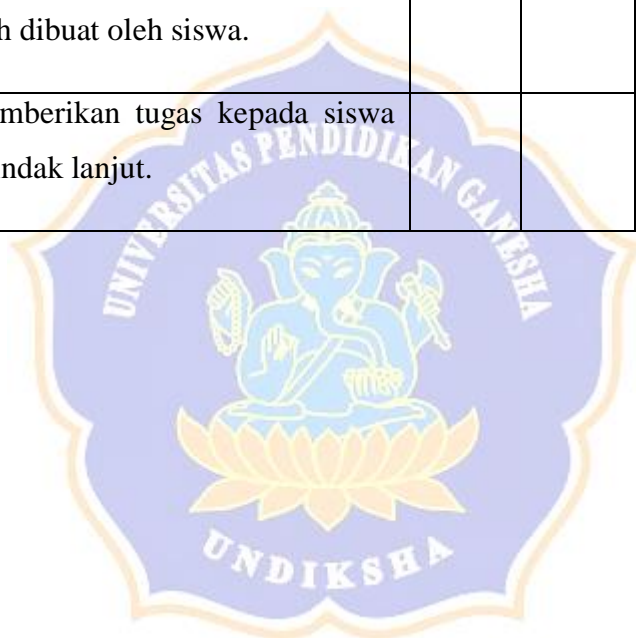 h dibuat oleh siswa.
mberikan tugas kepada siswa
ndak lanjut.
UNIVERSITAS PENDIDIKAN GANESHA
UNDIKSHA